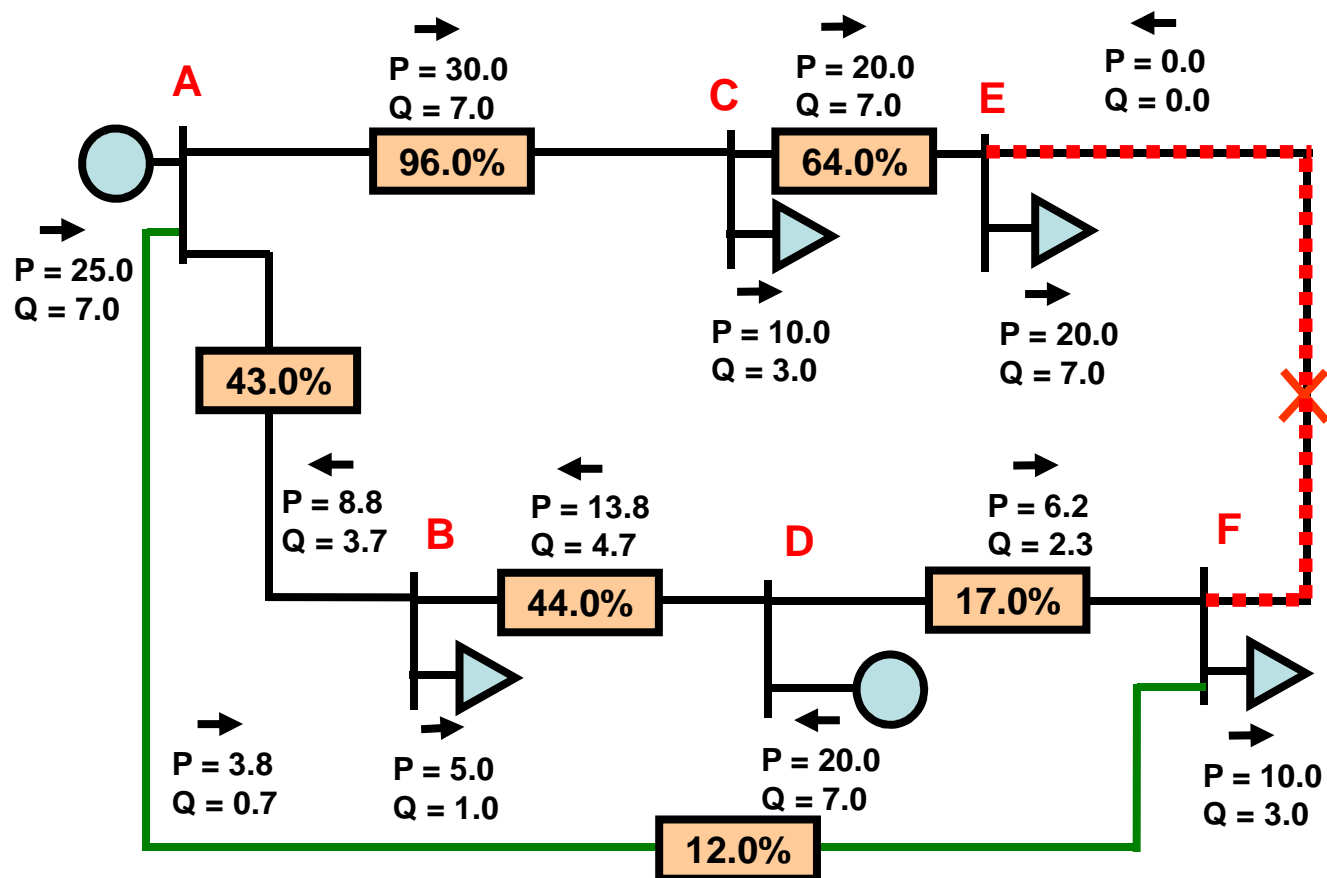 P = 30.0
Q = 7.0
P = 20.0
Q = 7.0
P = 0.0
Q = 0.0
A
C
E
96.0%
64.0%
P = 25.0
Q = 7.0
P = 10.0
Q = 3.0
P = 20.0
Q = 7.0
43.0%
P = 8.8
Q = 3.7
P = 13.8
Q = 4.7
P = 6.2
Q = 2.3
B
D
F
44.0%
17.0%
P = 3.8
Q = 0.7
P = 5.0
Q = 1.0
P = 20.0
Q = 7.0
P = 10.0
Q = 3.0
12.0%